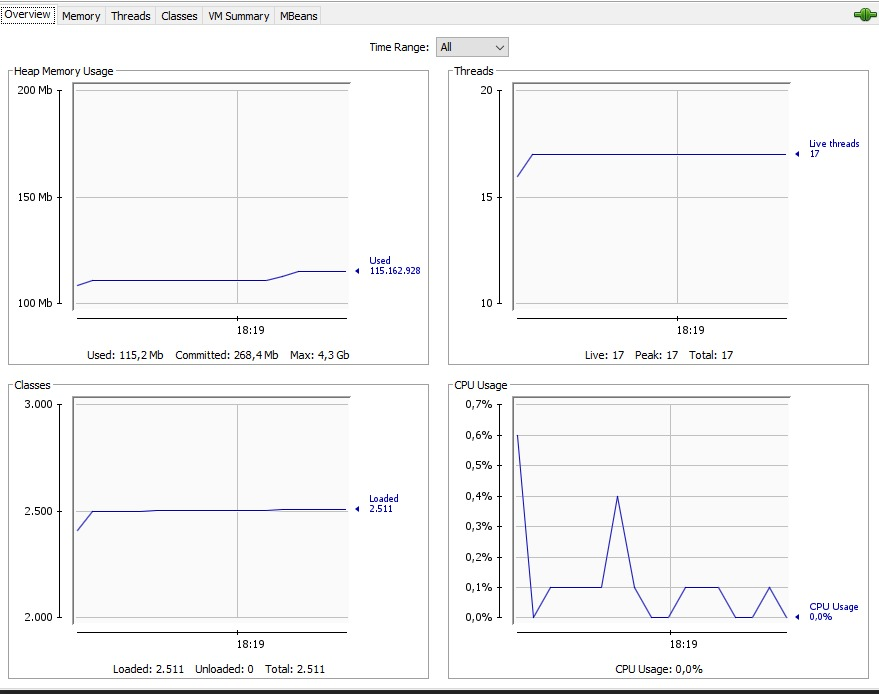 Overview Memory Threads Classes VM Summary MBeans
Time Range: All
Heap Memory Usage
200 Mb
150 Mb
100 Mb
Used
115.162.928
18:19
Used: 115,2 Mb Committed: 268,4 Mb Max: 4,3 Gb
Threads
20
15
10
Live threads
17
18:19
Live: 17 Peak: 17 Total: 17
Classes
3.000
2.500
2.000
Loaded
2.511
18:19
Loaded: 2.511 Unloaded: 0 Total: 2.511
CPU Usage
0,7%
0,6%
0,5%
0,4%
0,3%
0,2%
0,1%
0,0%
CPU Usage
0,0%
18:19
CPU Usage: 0,0%